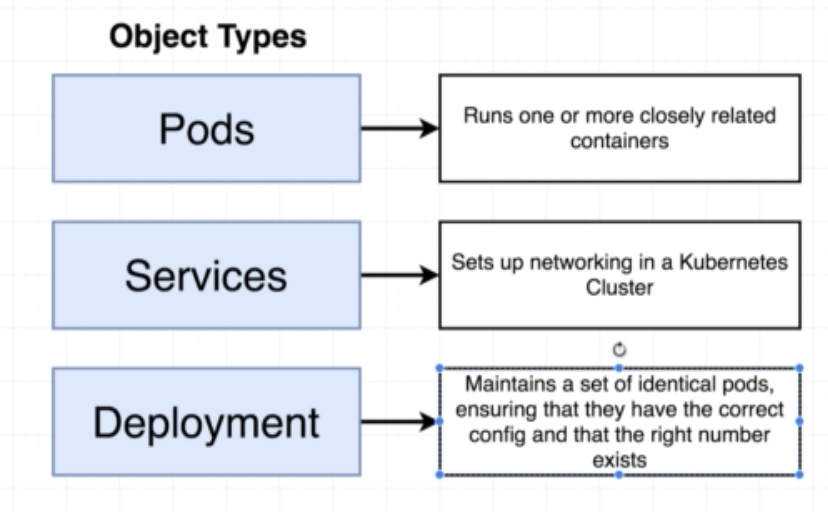 Object Types
Pods
Runs one or more closely related
containers
Services
Sets up networking in a Kubernetes
Cluster
Deployment
Maintains a set of identical pods,
ensuring that they have the correct
config and that the right number
exists